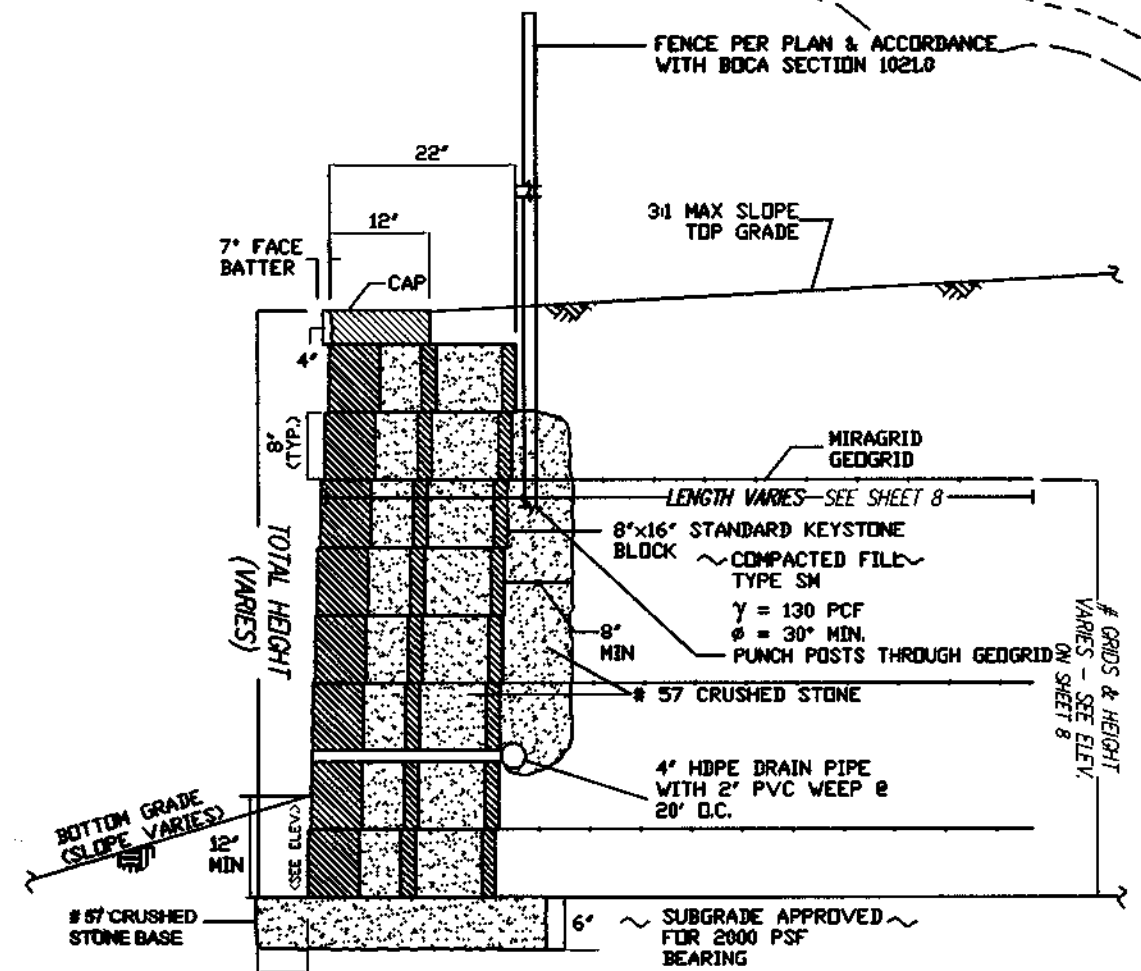 FENCE PER PLAN & ACCORDANCE
WITH BOCA SECTION 1021.0
22"
12"
3:1 MAX SLOPE
TOP GRADE
7° FACE
BATTER
CAP
4"
8"
(TYP.)
MIRAGRID
GEOGRID
LENGTH VARIES - SEE SHEET 8
8"x16" STANDARD KEYSTONE
BLOCK
COMPACTED FILL
TYPE SM
γ = 130 PCF
ø = 30° MIN.
PUNCH POSTS THROUGH GEOGRID
TOTAL HEIGHT
(VARIES)
8"
MIN
# 57 CRUSHED STONE
# GRIDS & HEIGHT
VARIES - SEE ELEV.
ON SHEET 8
4" HDPE DRAIN PIPE
WITH 2" PVC WEEP @
20' O.C.
BOTTOM GRADE
(SLOPE VARIES)
12"
MIN
(SEE ELEV.)
# 57 CRUSHED
STONE BASE
6"
SUBGRADE APPROVED
FOR 2000 PSF
BEARING